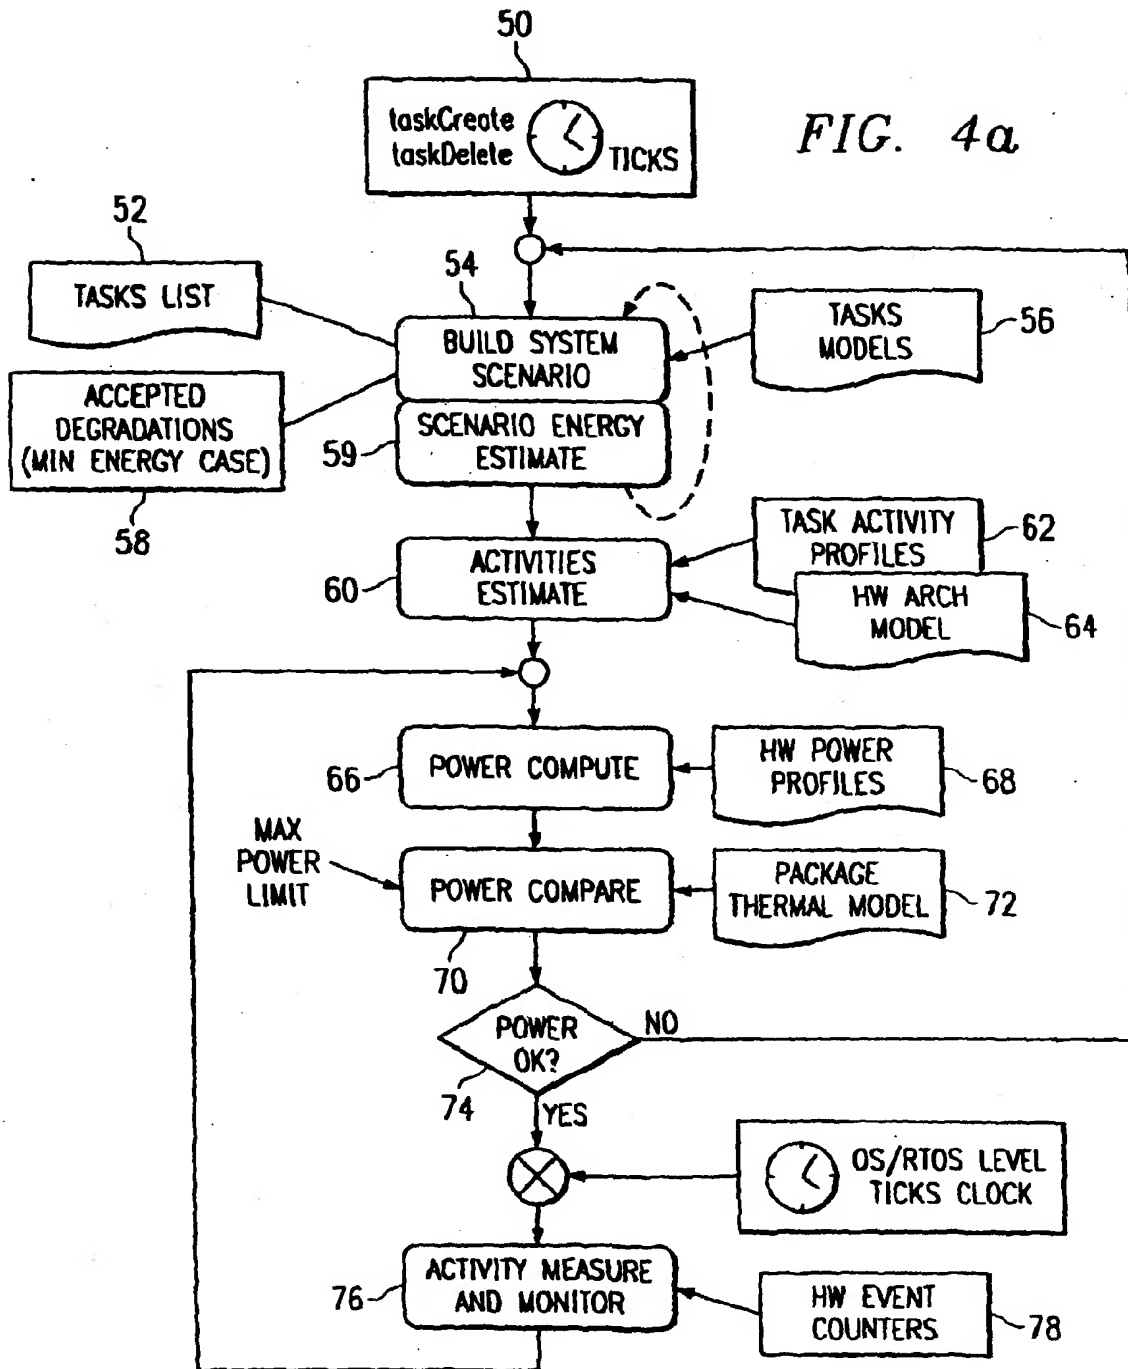 50
taskCreate
taskDelete
TICKS
FIG. 4a
52
TASKS LIST
54
BUILD SYSTEM
SCENARIO
TASKS
MODELS
56
ACCEPTED
DEGRADATIONS
(MIN ENERGY CASE)
58
59
SCENARIO ENERGY
ESTIMATE
60
ACTIVITIES
ESTIMATE
TASK ACTIVITY
PROFILES
62
HW ARCH
MODEL
64
66
POWER COMPUTE
HW POWER
PROFILES
68
MAX
POWER
LIMIT
POWER COMPARE
70
PACKAGE
THERMAL MODEL
72
POWER
OK?
74
NO
YES
OS/RTOS LEVEL
TICKS CLOCK
76
ACTIVITY MEASURE
AND MONITOR
HW EVENT
COUNTERS
78